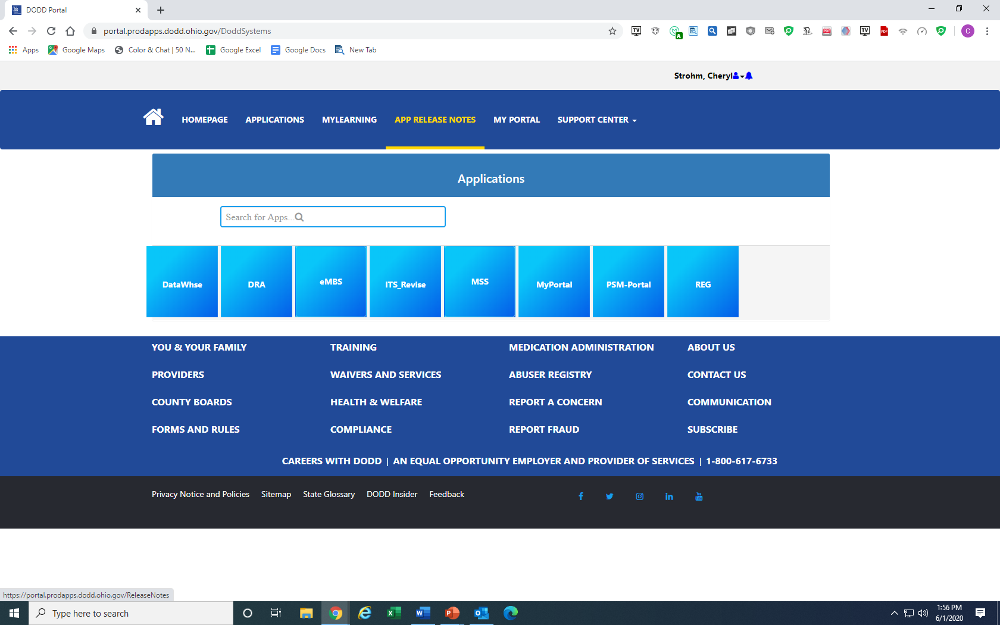 DODD Portal
portal.prodapps.dodd.ohio.gov/DoddSystems
Apps Google Maps Color & Chat | 50 N... Google Excel Google Docs New Tab
Strohm, Cheryl
HOMEPAGE APPLICATIONS MYLEARNING APP RELEASE NOTES MY PORTAL SUPPORT CENTER
Applications
Search for Apps...
DataWhse DRA eMBS ITS_Revise MSS MyPortal PSM-Portal REG
YOU & YOUR FAMILY TRAINING MEDICATION ADMINISTRATION ABOUT US
PROVIDERS WAIVERS AND SERVICES ABUSER REGISTRY CONTACT US
COUNTY BOARDS HEALTH & WELFARE REPORT A CONCERN COMMUNICATION
FORMS AND RULES COMPLIANCE REPORT FRAUD SUBSCRIBE
CAREERS WITH DODD | AN EQUAL OPPORTUNITY EMPLOYER AND PROVIDER OF SERVICES | 1-800-617-6733
Privacy Notice and Policies Sitemap State Glossary DODD Insider Feedback
https://portal.prodapps.dodd.ohio.gov/ReleaseNotes
Type here to search
1:56 PM
6/1/2020